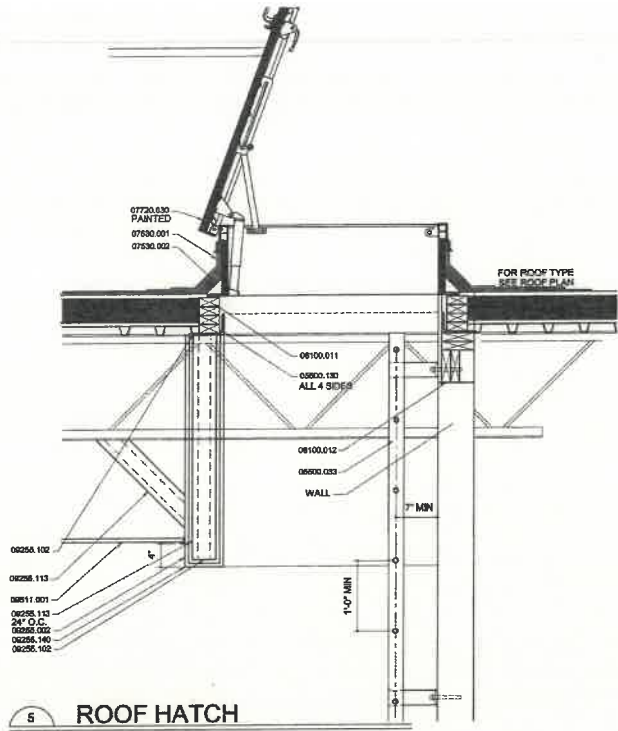 07720.630
PAINTED
07530.001
07530.002
FOR ROOF TYPE
SEE ROOF PLAN
06100.011
05500.130
ALL 4 SIDES
06100.012
05500.033
WALL
7" MIN
09255.102
09255.113
09511.001
4"
09255.113
24" O.C.
09255.002
09255.140
09255.102
1'-0" MIN
5 ROOF HATCH